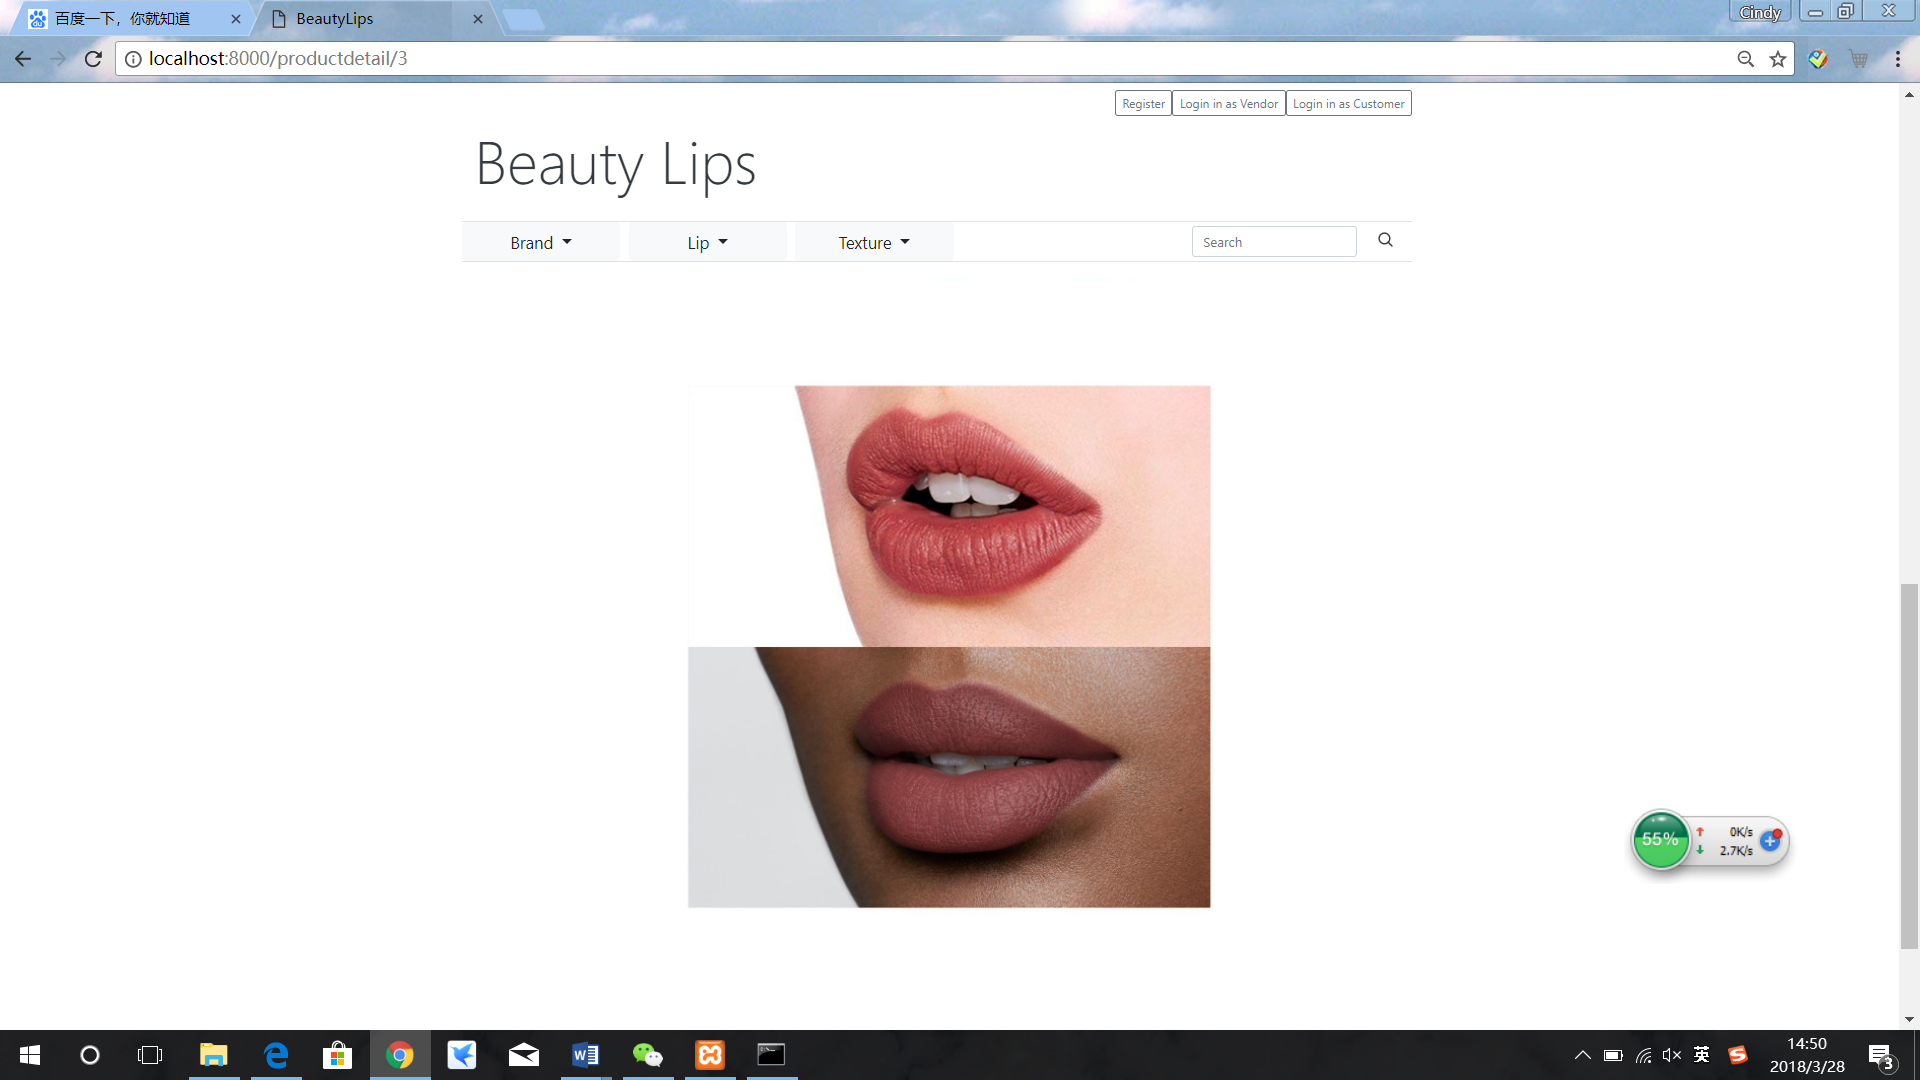 百度一下，你就知道
BeautyLips
Cindy
localhost:8000/productdetail/3
Register
Login in as Vendor
Login in as Customer
Beauty Lips
Brand
Lip
Texture
Search
55%
0K/s
2.7K/s
英
14:50
2018/3/28
3